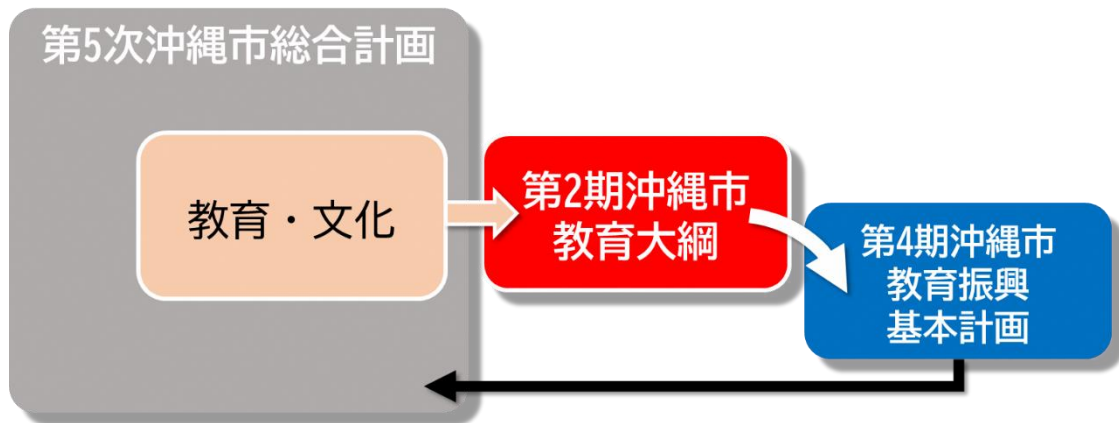 第5次沖縄市総合計画
教育・文化
第2期沖縄市
教育大綱
第4期沖縄市
教育振興
基本計画